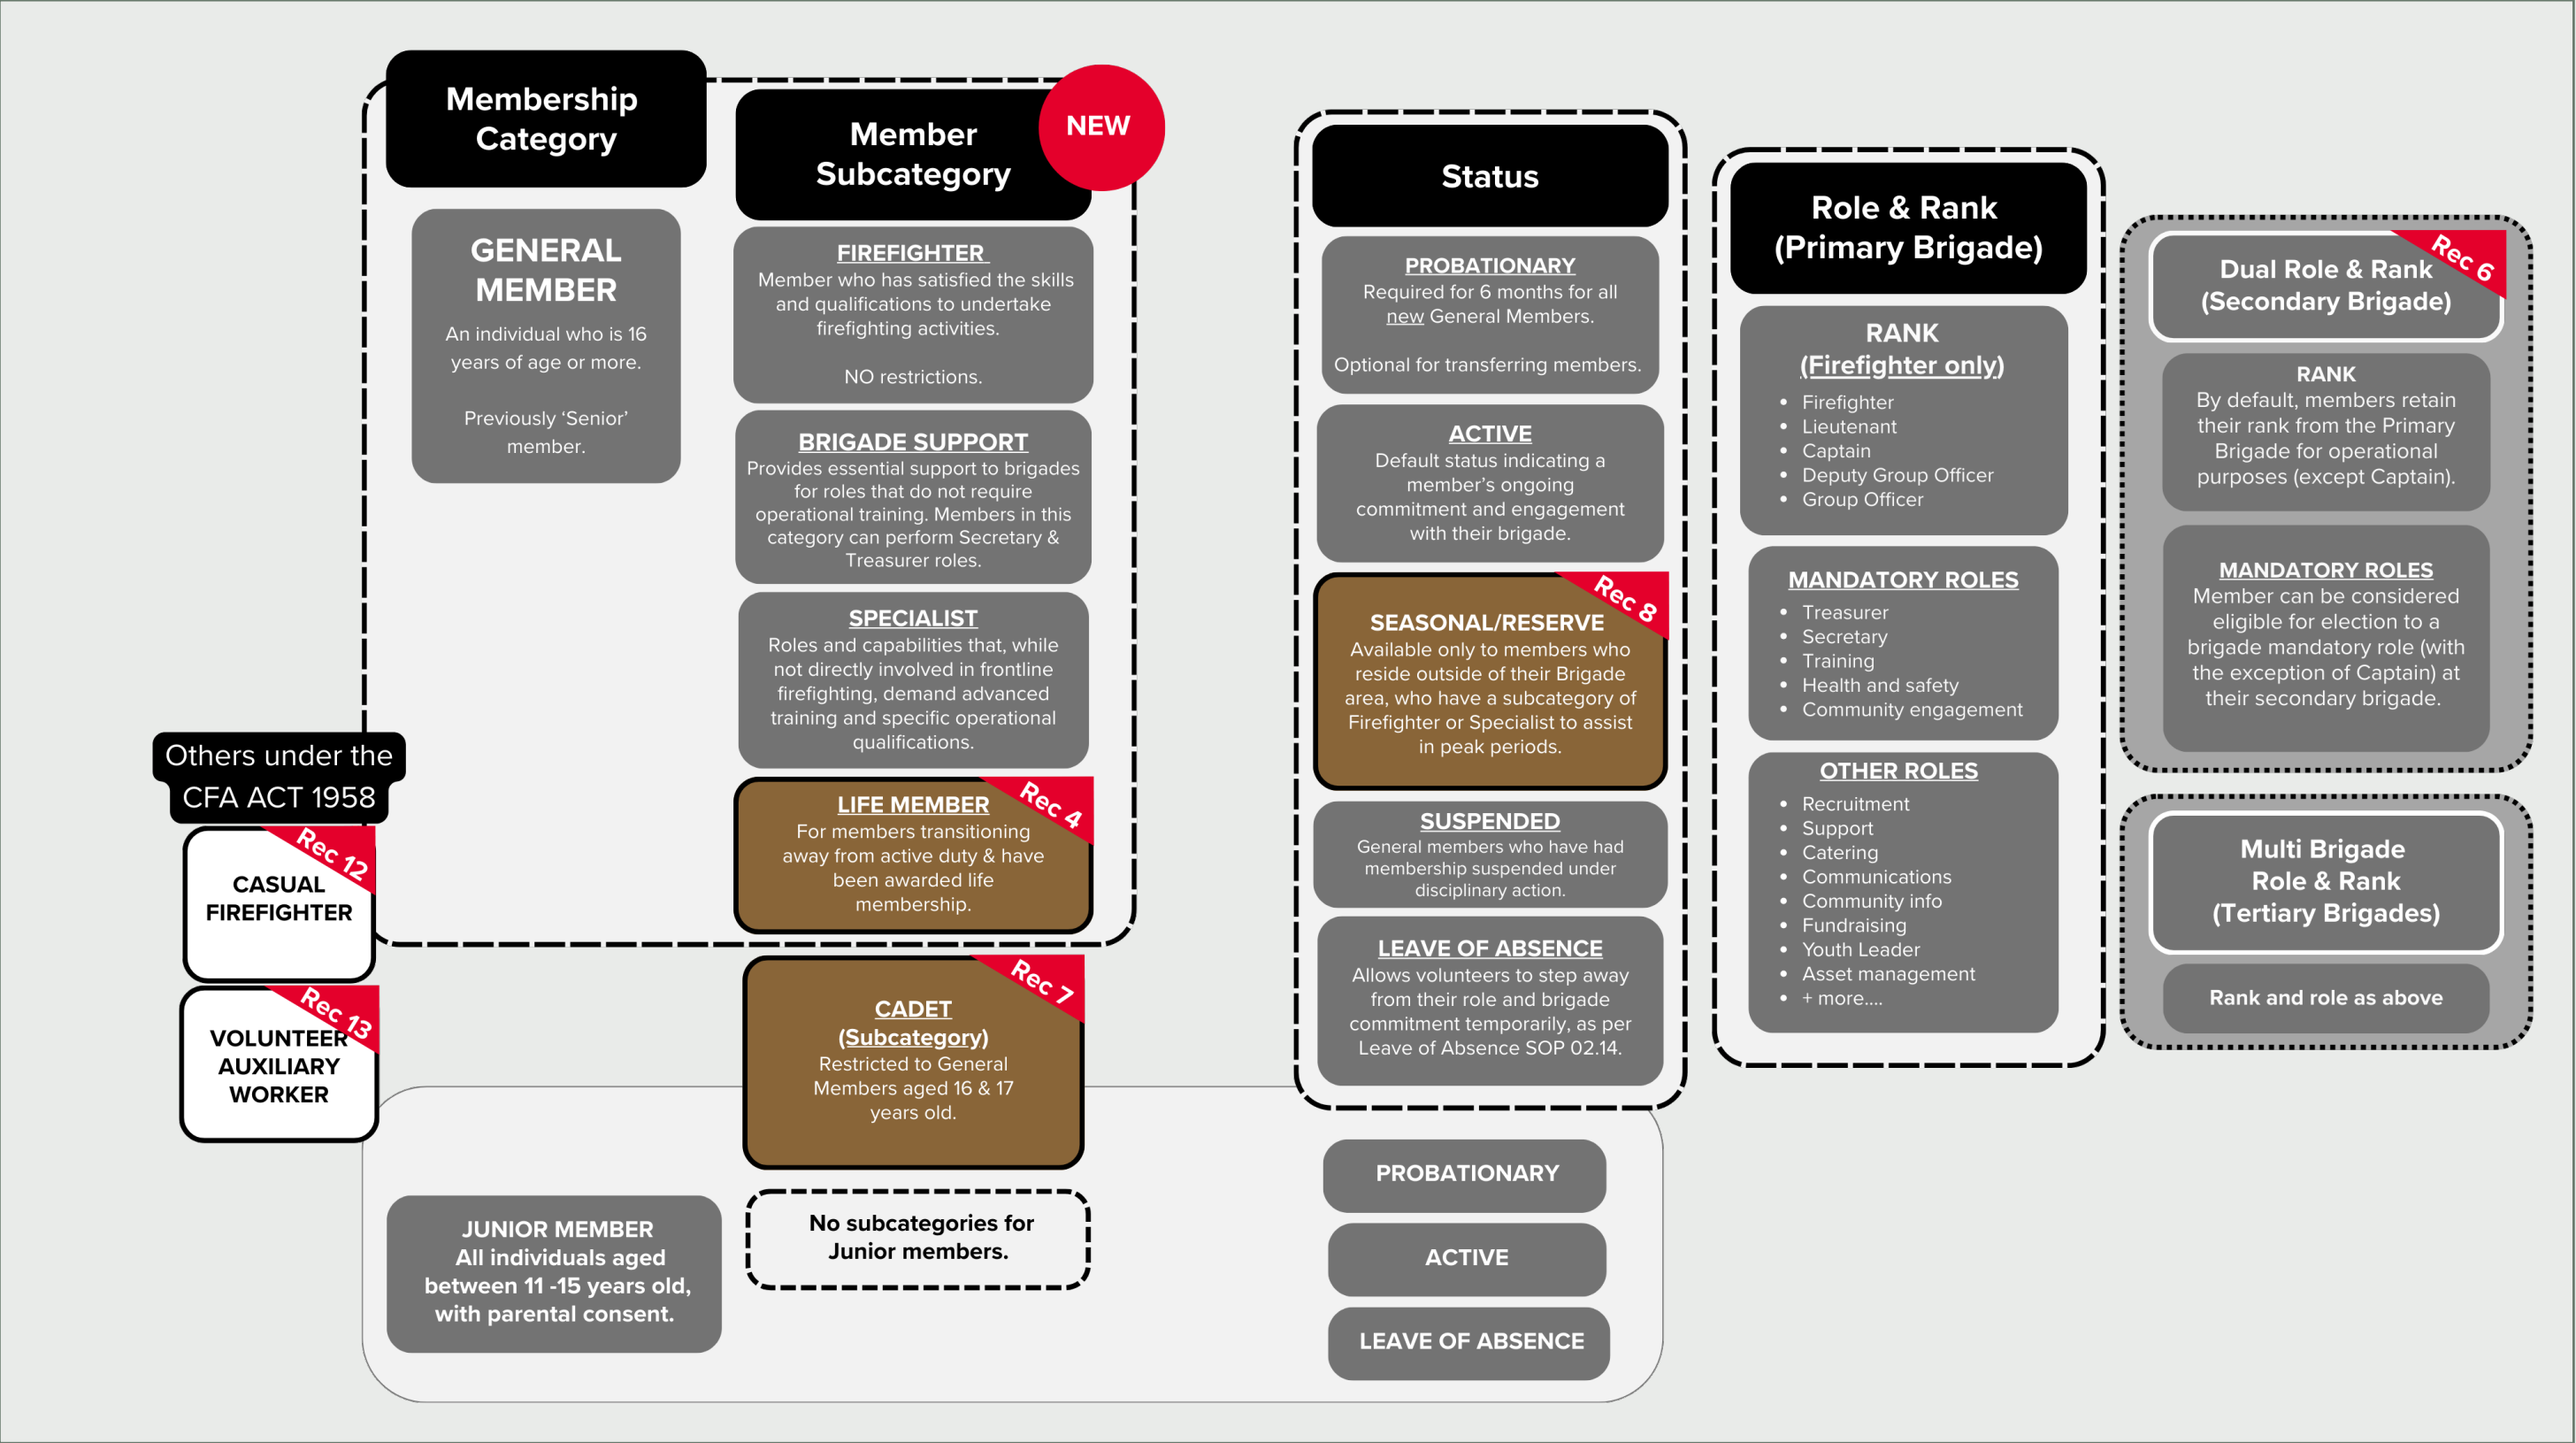 Membership
Category
GENERAL
MEMBER
An individual who is 16
years of age or more.
Previously ‘Senior’
member.
Member
Subcategory
NEW
FIREFIGHTER
Member who has satisfied the skills
and qualifications to undertake
firefighting activities.
NO restrictions.
BRIGADE SUPPORT
Provides essential support to brigades
for roles that do not require
operational training. Members in this
category can perform Secretary &
Treasurer roles.
SPECIALIST
Roles and capabilities that, while
not directly involved in frontline
firefighting, demand advanced
training and specific operational
qualifications.
Rec 4
LIFE MEMBER
For members transitioning
away from active duty & have
been awarded life
membership.
Rec 7
CADET
(Subcategory)
Restricted to General
Members aged 16 & 17
years old.
Others under the
CFA ACT 1958
Rec 12
CASUAL
FIREFIGHTER
Rec 13
VOLUNTEER
AUXILIARY
WORKER
JUNIOR MEMBER
All individuals aged
between 11 -15 years old,
with parental consent.
No subcategories for
Junior members.
Status
PROBATIONARY
Required for 6 months for all
new General Members.
Optional for transferring members.
ACTIVE
Default status indicating a
member’s ongoing
commitment and engagement
with their brigade.
Rec 8
SEASONAL/RESERVE
Available only to members who
reside outside of their Brigade
area, who have a subcategory of
Firefighter or Specialist to assist
in peak periods.
SUSPENDED
General members who have had
membership suspended under
disciplinary action.
LEAVE OF ABSENCE
Allows volunteers to step away
from their role and brigade
commitment temporarily, as per
Leave of Absence SOP 02.14.
PROBATIONARY
ACTIVE
LEAVE OF ABSENCE
Role & Rank
(Primary Brigade)
RANK
(Firefighter only)
• Firefighter
• Lieutenant
• Captain
• Deputy Group Officer
• Group Officer
MANDATORY ROLES
• Treasurer
• Secretary
• Training
• Health and safety
• Community engagement
OTHER ROLES
• Recruitment
• Support
• Catering
• Communications
• Community info
• Fundraising
• Youth Leader
• Asset management
• + more....
Rec 6
Dual Role & Rank
(Secondary Brigade)
RANK
By default, members retain
their rank from the Primary
Brigade for operational
purposes (except Captain).
MANDATORY ROLES
Member can be considered
eligible for election to a
brigade mandatory role (with
the exception of Captain) at
their secondary brigade.
Multi Brigade
Role & Rank
(Tertiary Brigades)
Rank and role as above